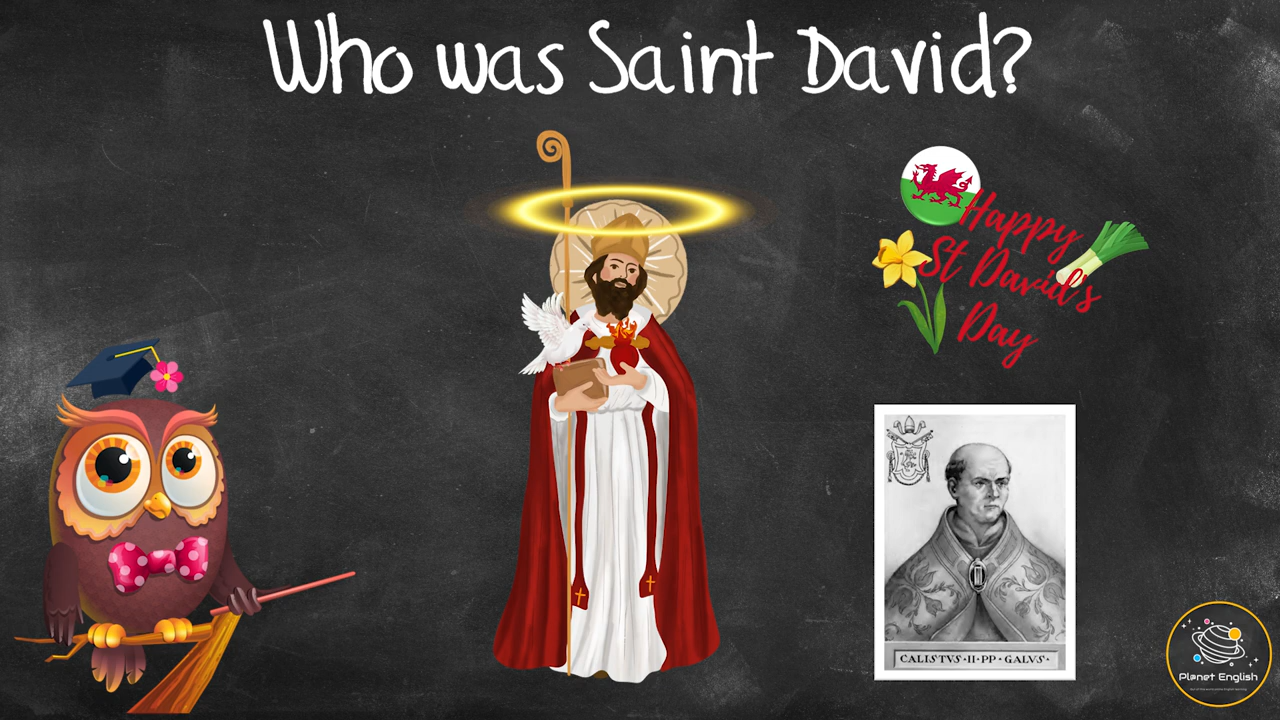 Who was Saint David?
Happy
St David's
Day
CALISTVS·II·PP·GALVS·
Planet English